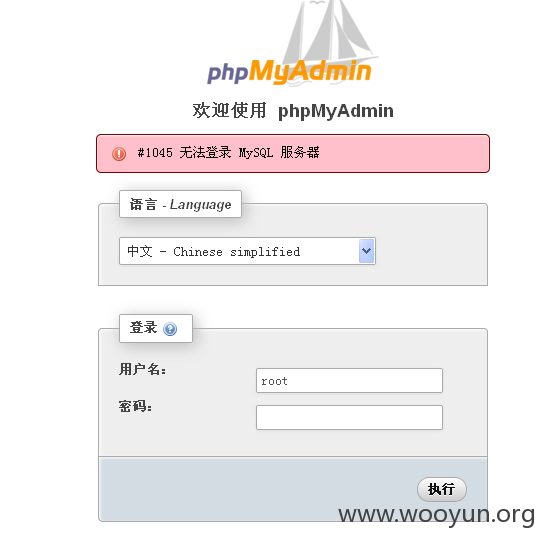 phpMyAdmin
欢迎使用 phpMyAdmin
#1045 无法登录 MySQL 服务器
语言 - Language
中文 - Chinese simplified
登录
用户名：
root
密码：
执行
www.wooyun.org